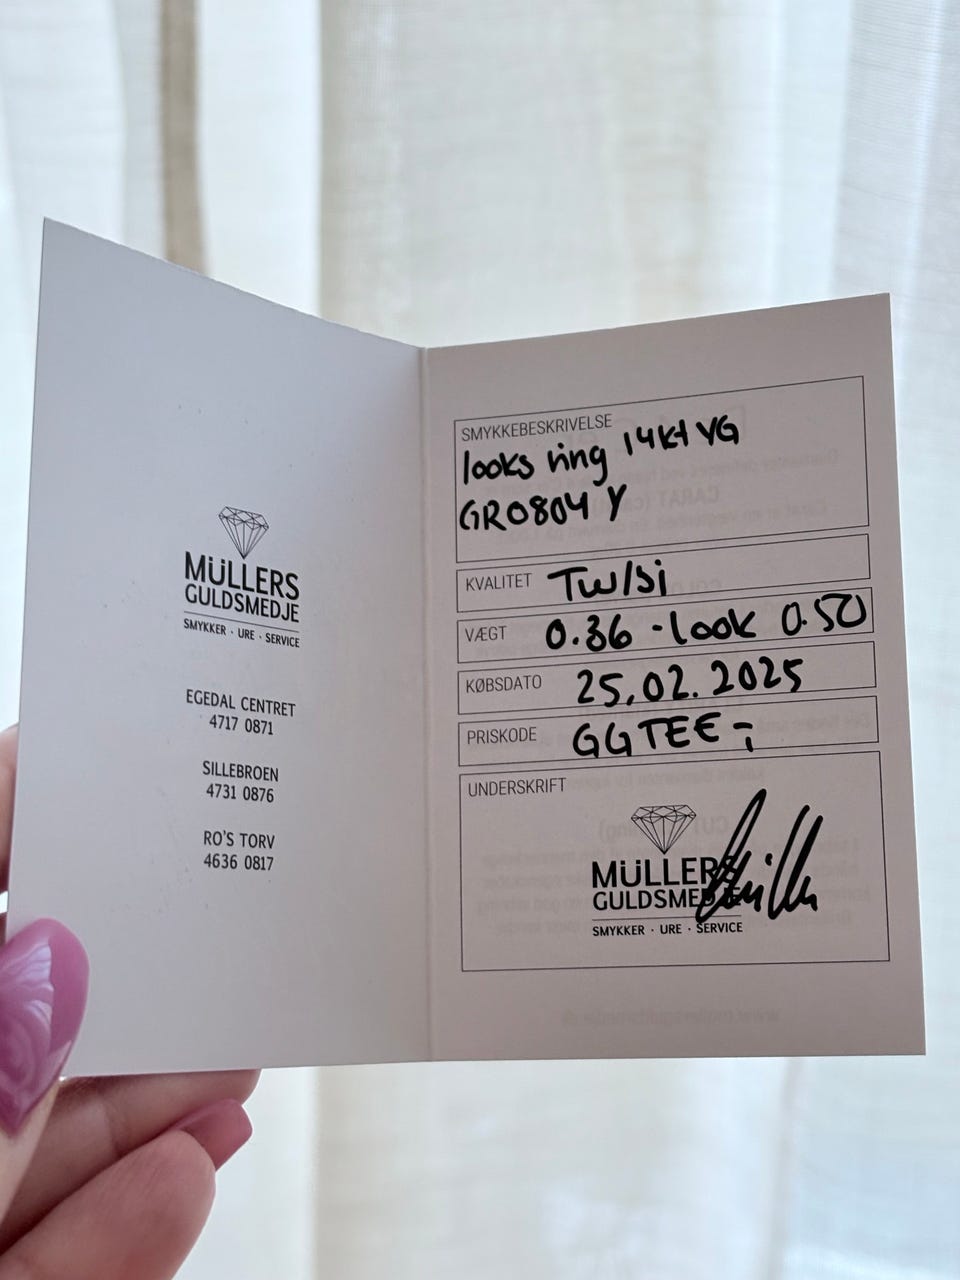 MÜLLERS
GULDSMEDJE
SMYKKER · URE · SERVICE
EGEDAL CENTRET
4717 0871
SILLEBROEN
4731 0876
RO'S TORV
4636 0817
SMYKKEBESKRIVELSE
looks ring 14kt YG
GR0804 Y
KVALITET TW/Si
VÆGT 0.36 - look 0.50
KØBSDATO 25.02.2025
PRISKODE GGTEE -;
UNDERSKRIFT
MÜLLERS
GULDSMEDJE
SMYKKER · URE · SERVICE